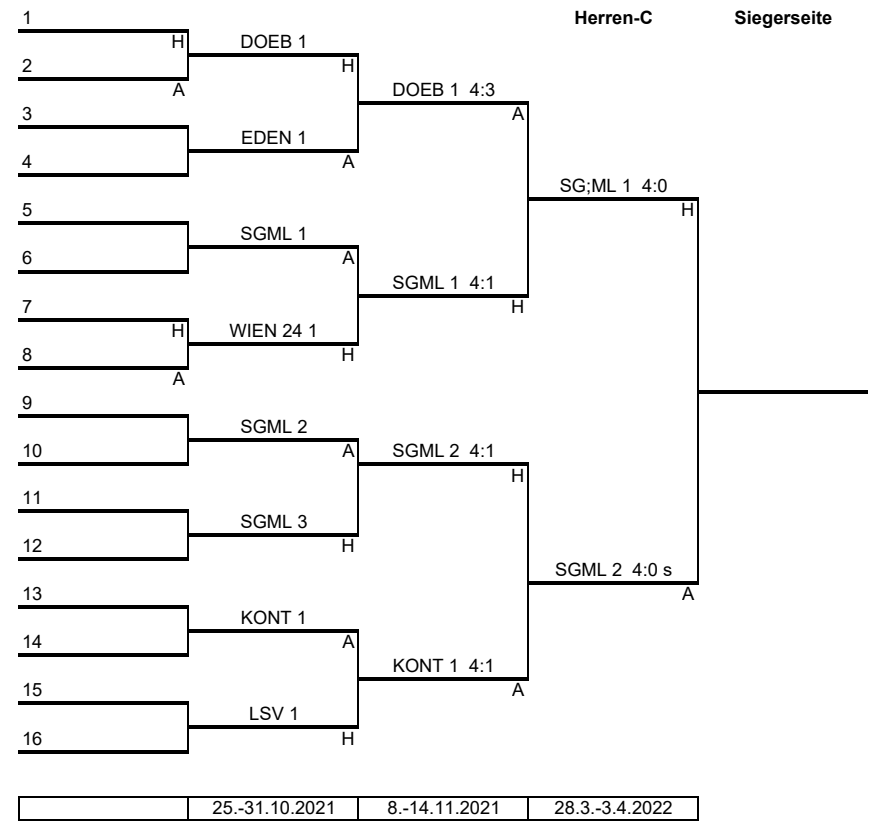 1 Herren-C Siegerseite
H DOEB 1
2 H
A DOEB 1 4:3
3 A
EDEN 1
4 A
SG;ML 1 4:0
5 H
SGML 1
6 A
SGML 1 4:1
7 H
H WIEN 24 1
8 H
A
9
SGML 2
10 A SGML 2 4:1
H
11
SGML 3
12 H
SGML 2 4:0 s
13 A
KONT 1
14 A
KONT 1 4:1
15 A
LSV 1
16 H
25.-31.10.2021 8.-14.11.2021 28.3.-3.4.2022